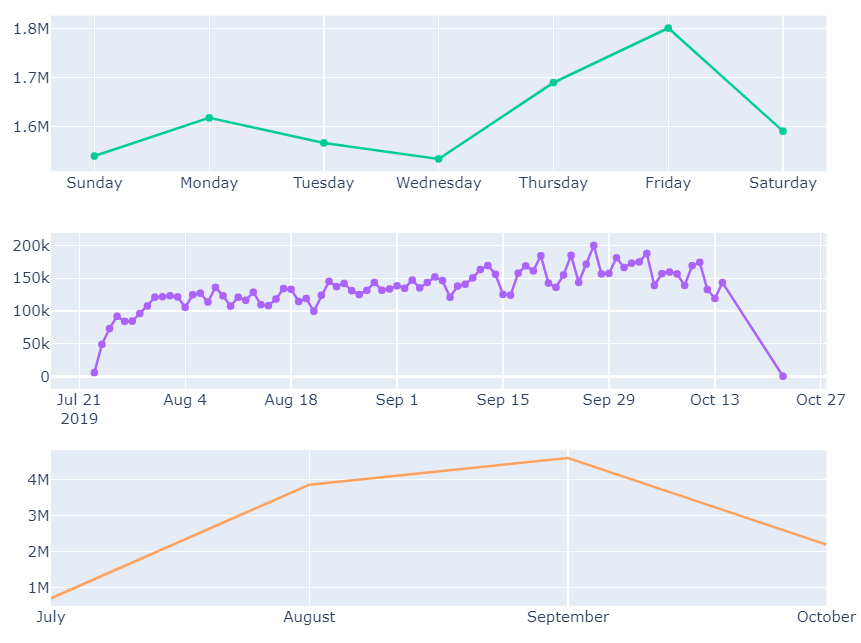 1.8M
1.7M
1.6M
Sunday Monday Tuesday Wednesday Thursday Friday Saturday
200k
150k
100k
50k
0
Jul 21 Aug 4 Aug 18 Sep 1 Sep 15 Sep 29 Oct 13 Oct 27
2019
4M
3M
2M
1M
July August September October